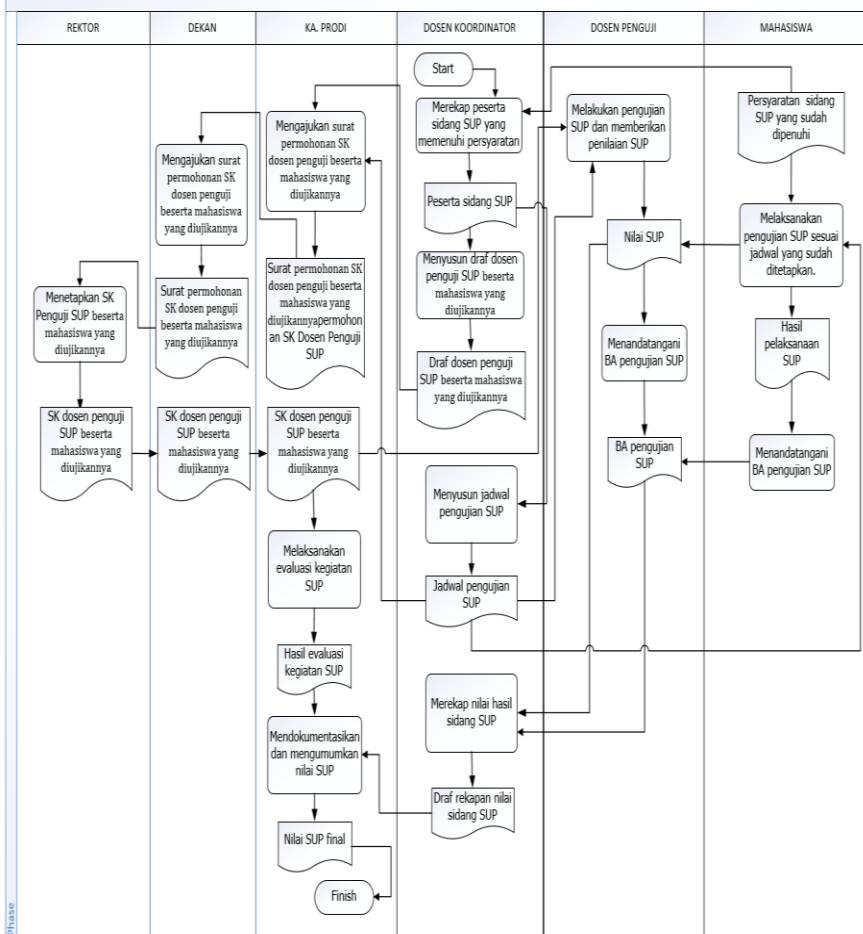 REKTOR
DEKAN
KA. PRODI
DOSEN KOORDINATOR
DOSEN PENGUJI
MAHASISWA
Start
Merekap peserta
sidang SUP yang
memenuhi persyaratan
Peserta sidang SUP
Menyusun draf dosen
penguji SUP beserta
mahasiswa yang
diujikannya
Draf dosen penguji
SUP beserta mahasiswa
yang diujikannya
Mengajukan surat
permohonan SK
dosen penguji beserta
mahasiswa yang
diujikannya
Surat permohonan SK
dosen penguji beserta
mahasiswa yang
diujikannyapermohon
an SK Dosen Penguji
SUP
Mengajukan surat
permohonan SK
dosen penguji
beserta mahasiswa
yang diujikannya
Surat permohonan
SK dosen penguji
beserta mahasiswa
yang diujikannya
Menetapkan SK
Penguji SUP beserta
mahasiswa yang
diujikannya
SK dosen penguji
SUP beserta
mahasiswa yang
diujikannya
SK dosen penguji
SUP beserta
mahasiswa yang
diujikannya
SK dosen penguji
SUP beserta
mahasiswa yang
diujikannya
Melaksanakan
evaluasi kegiatan
SUP
Hasil evaluasi
kegiatan SUP
Mendokumentasikan
dan mengumumkan
nilai SUP
Nilai SUP final
Finish
Menyusun jadwal
pengujian SUP
Jadwal pengujian
SUP
Merekap nilai hasil
sidang SUP
Draf rekapan nilai
sidang SUP
Melakukan pengujian
SUP dan memberikan
penilaian SUP
Nilai SUP
Menandatangani
BA pengujian SUP
BA pengujian
SUP
Persyaratan sidang
SUP yang sudah
dipenuhi
Melaksanakan
pengujian SUP sesuai
jadwal yang sudah
ditetapkan.
Hasil
pelaksanaan
SUP
Menandatangani
BA pengujian SUP
Phase